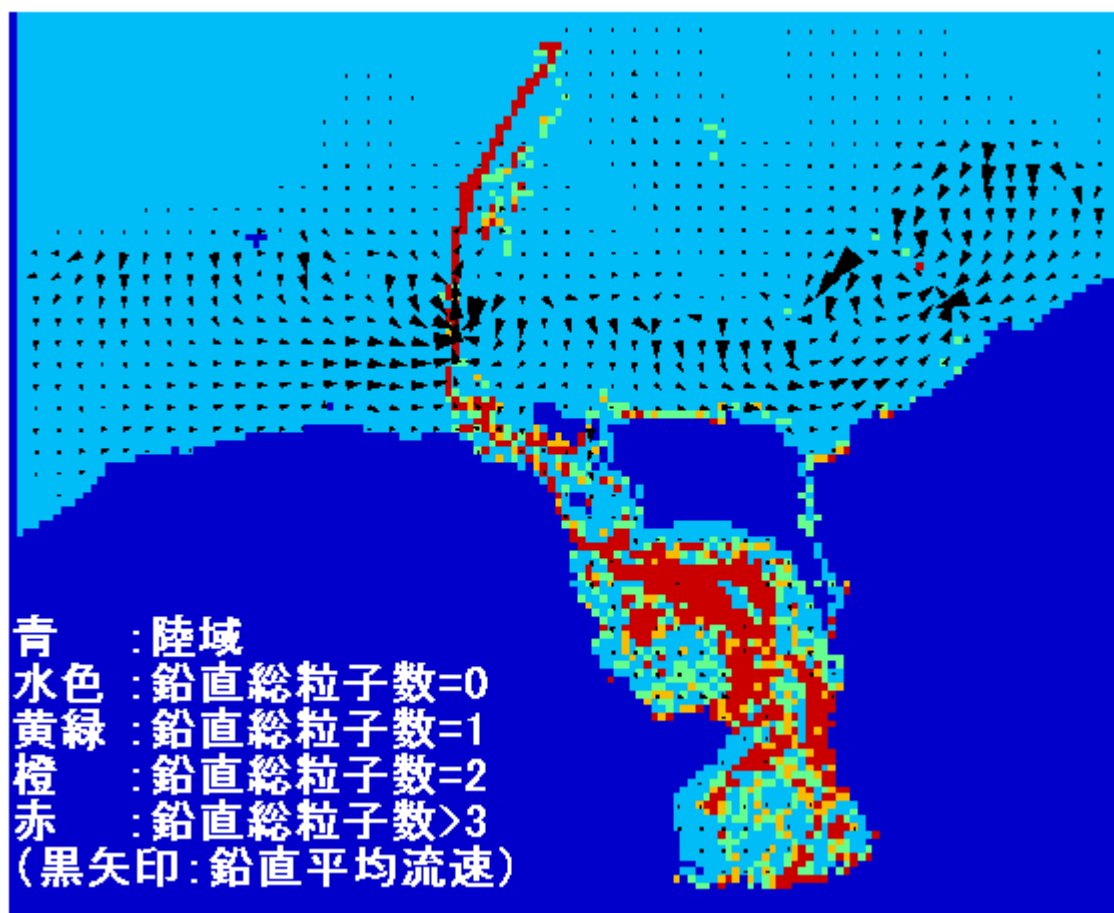 青　　:陸域
水色 :鉛直総粒子数=0
黄緑 :鉛直総粒子数=1
橙　　:鉛直総粒子数=2
赤　　:鉛直総粒子数>3
(黒矢印:鉛直平均流速)